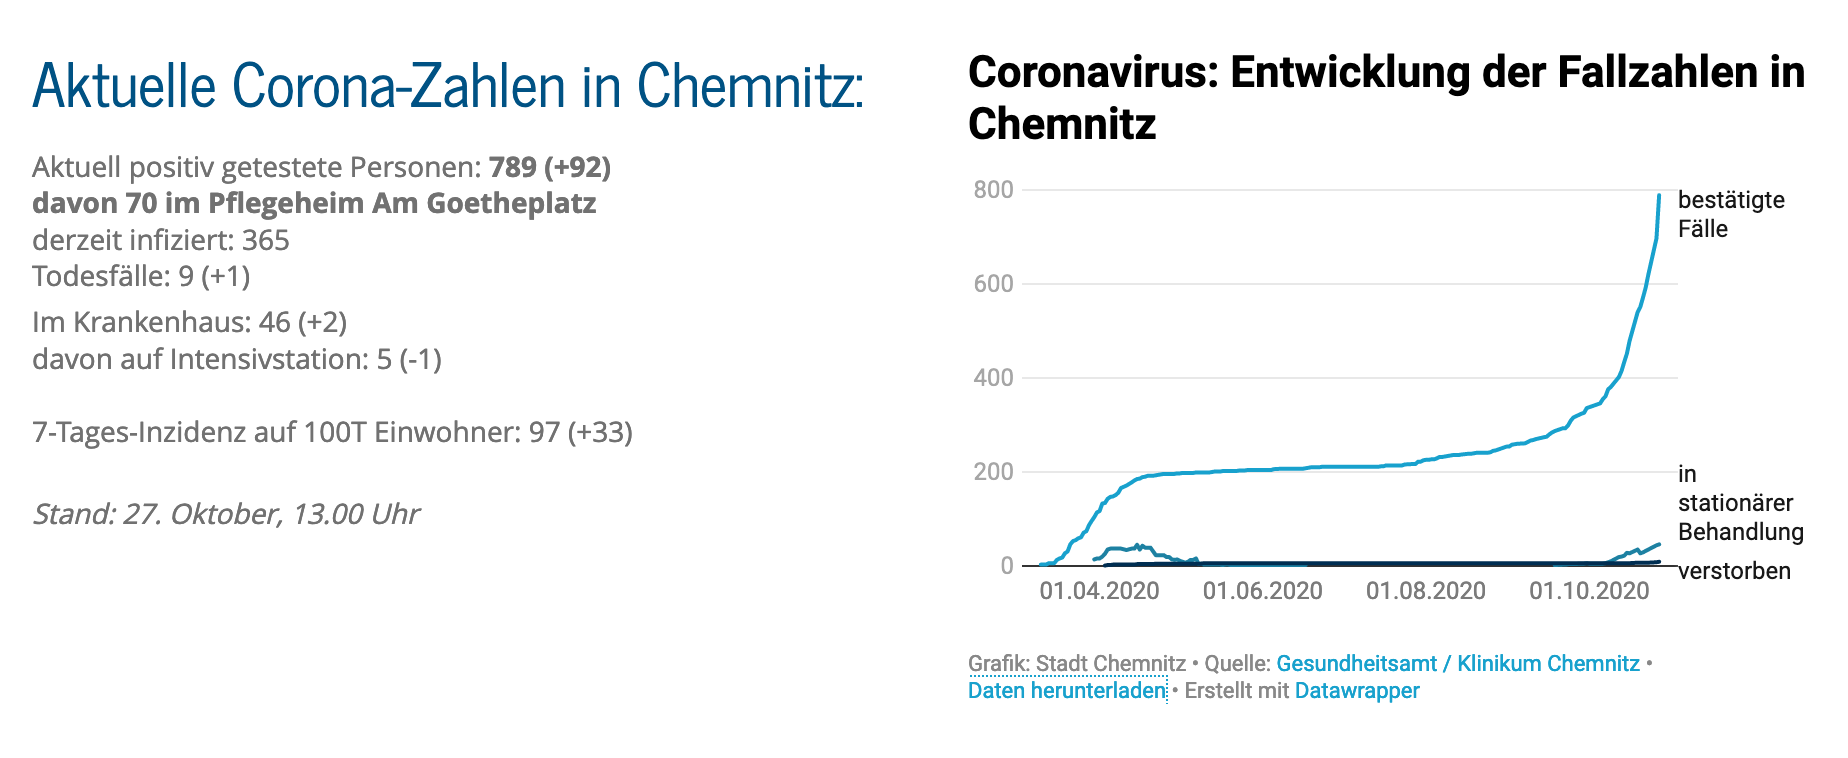 Aktuelle Corona-Zahlen in Chemnitz:
Aktuell positiv getestete Personen: 789 (+92)
davon 70 im Pflegeheim Am Goetheplatz
derzeit infiziert: 365
Todesfälle: 9 (+1)
Im Krankenhaus: 46 (+2)
davon auf Intensivstation: 5 (-1)
7-Tages-Inzidenz auf 100T Einwohner: 97 (+33)
Stand: 27. Oktober, 13.00 Uhr
Coronavirus: Entwicklung der Fallzahlen in
Chemnitz
800
600
400
200
0
bestätigte
Fälle
in
stationärer
Behandlung
verstorben
01.04.2020 01.06.2020 01.08.2020 01.10.2020
Grafik: Stadt Chemnitz • Quelle: Gesundheitsamt / Klinikum Chemnitz •
Daten herunterladen • Erstellt mit Datawrapper